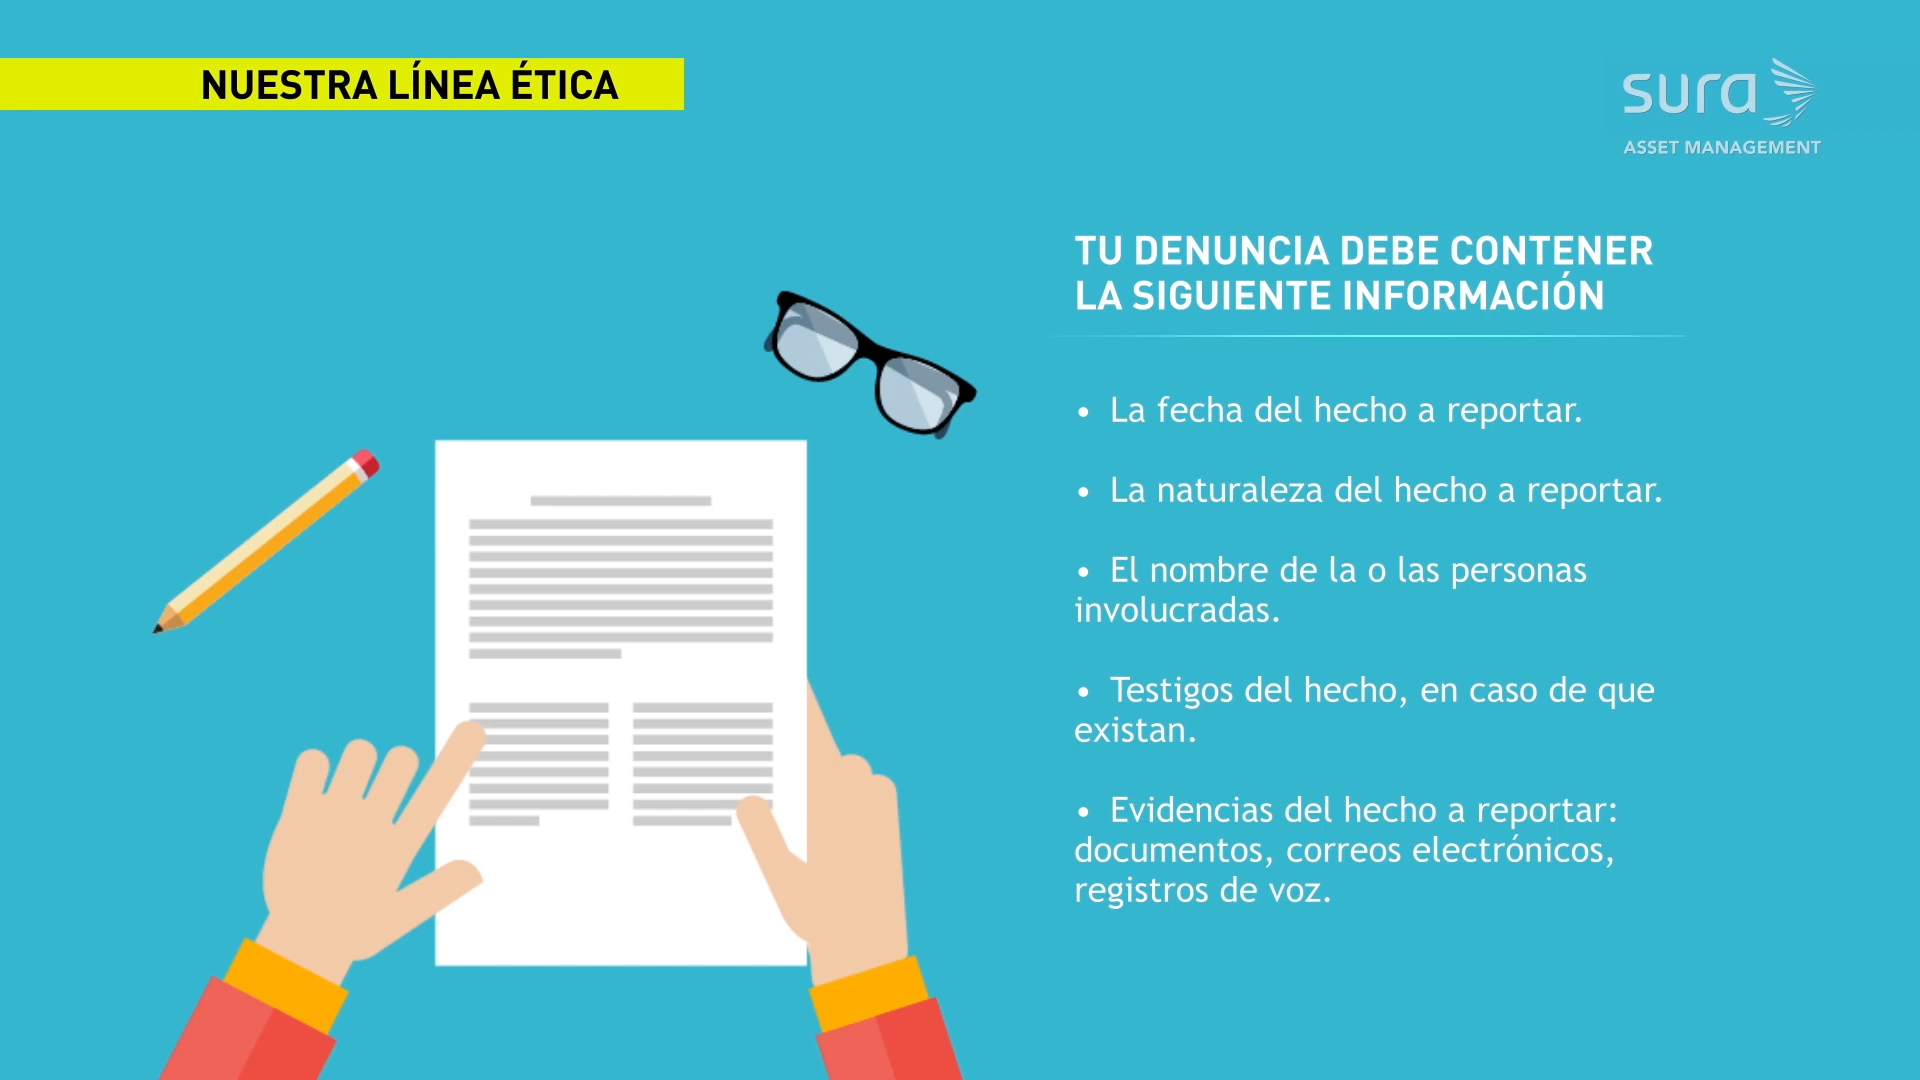 NUESTRA LÍNEA ÉTICA
sura
ASSET MANAGEMENT
TU DENUNCIA DEBE CONTENER
LA SIGUIENTE INFORMACIÓN
• La fecha del hecho a reportar.
• La naturaleza del hecho a reportar.
• El nombre de la o las personas
involucradas.
• Testigos del hecho, en caso de que
existan.
• Evidencias del hecho a reportar:
documentos, correos electrónicos,
registros de voz.